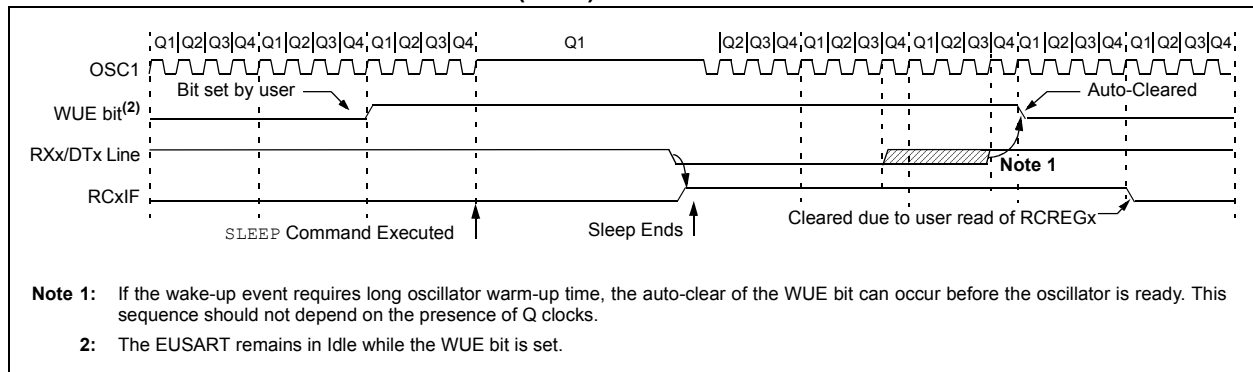 Q1 Q2 Q3 Q4 Q1 Q2 Q3 Q4 Q1 Q2 Q3 Q4 Q1 Q2 Q3 Q4 Q1 Q2 Q3 Q4 Q1 Q2 Q3 Q4 Q1 Q2 Q3 Q4
OSC1
Bit set by user
Auto-Cleared
WUE bit(2)
RXx/DTx Line
Note 1
RCxIF
Cleared due to user read of RCREGx
SLEEP Command Executed
Sleep Ends
Note 1: If the wake-up event requires long oscillator warm-up time, the auto-clear of the WUE bit can occur before the oscillator is ready. This
sequence should not depend on the presence of Q clocks.
2: The EUSART remains in Idle while the WUE bit is set.